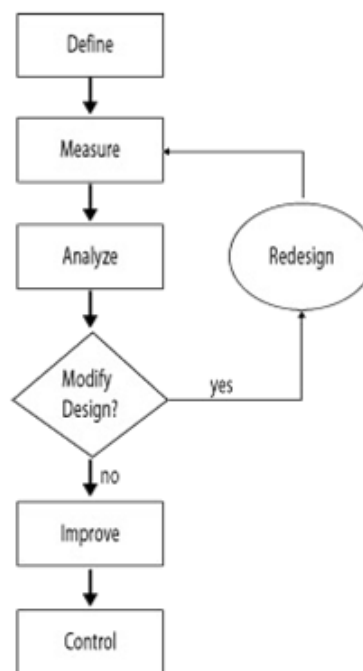 Define
Measure
Analyze
Redesign
Modify
Design?
yes
no
Improve
Control